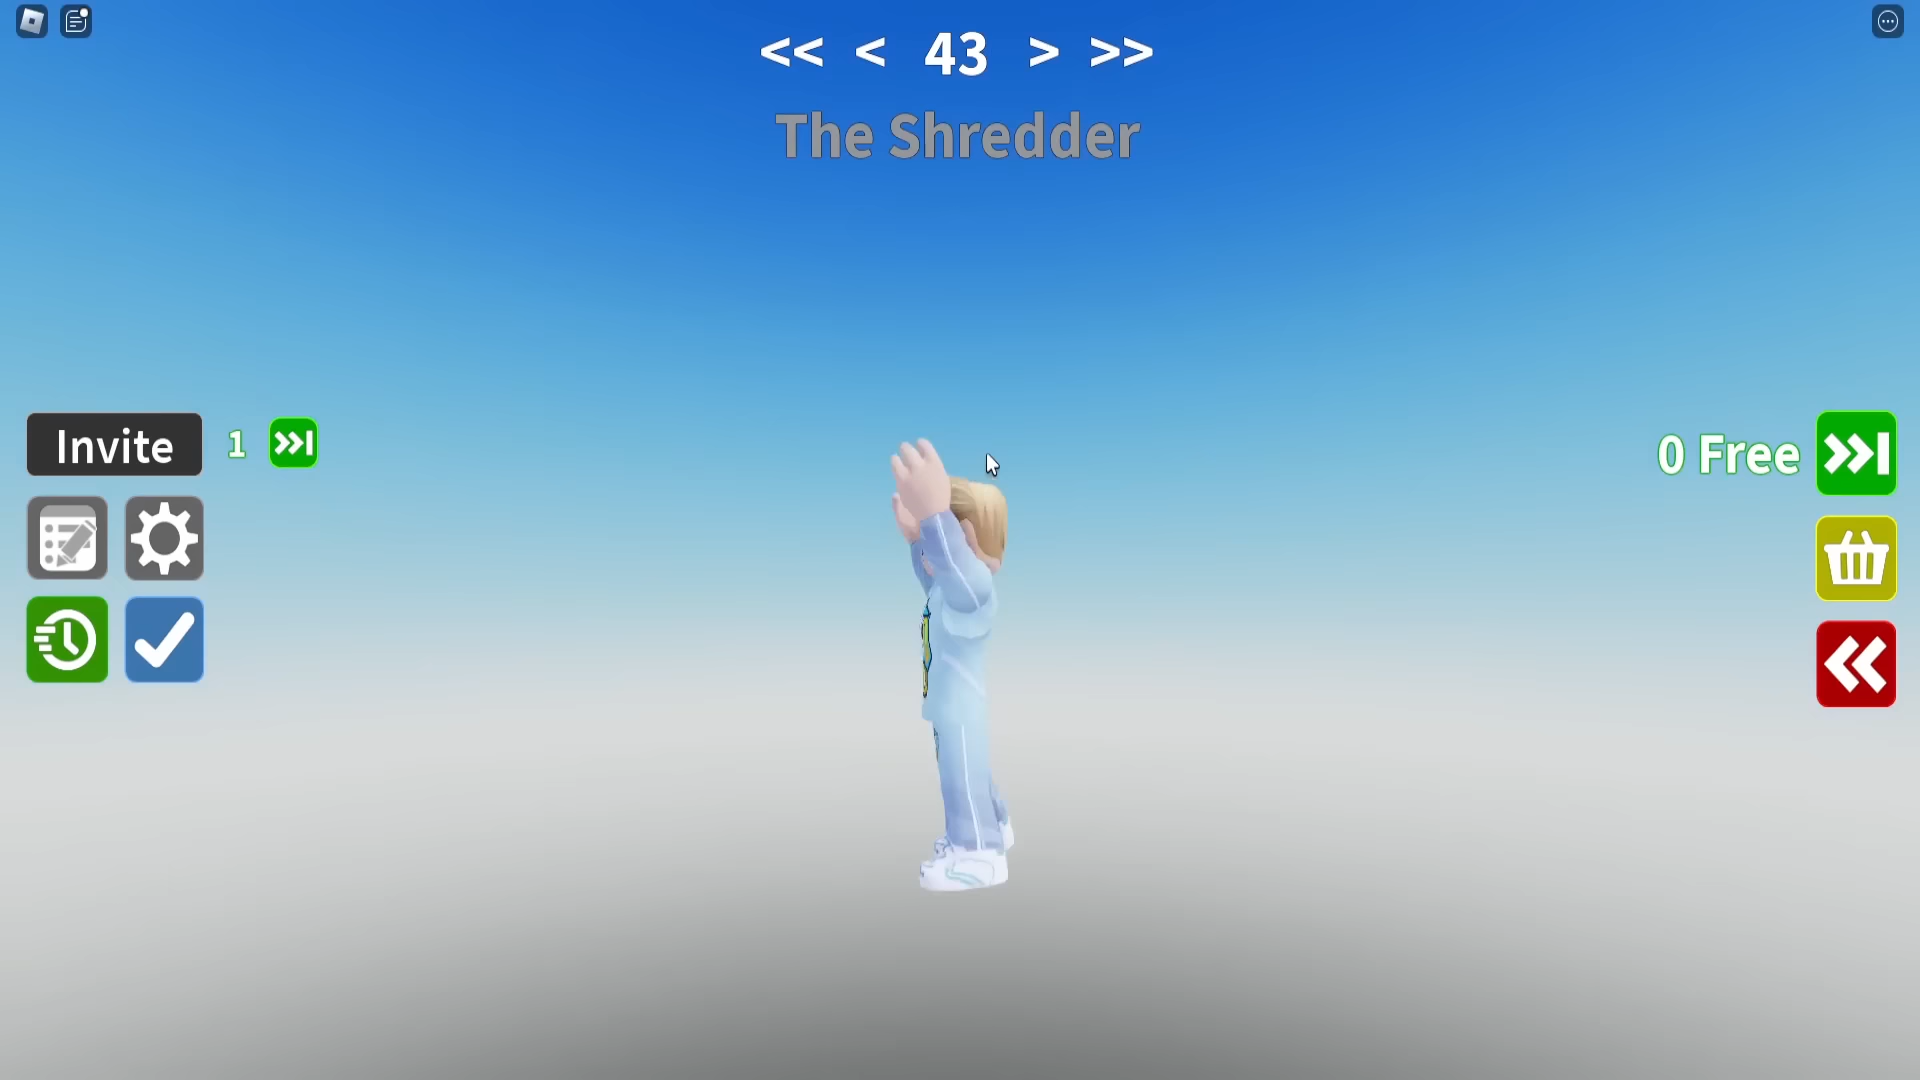 << < 43 > >>
The Shredder
Invite 1
0 Free